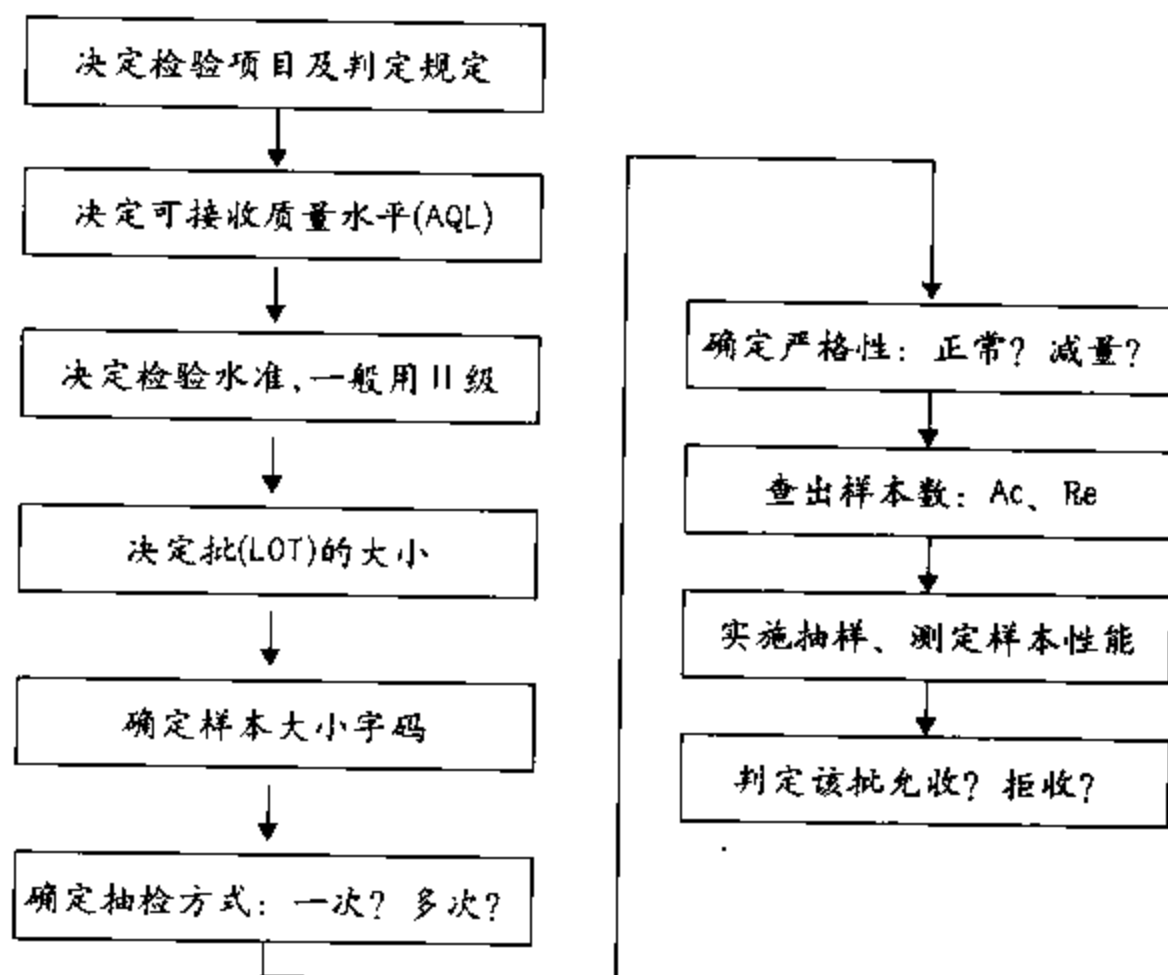 决定检验项目及判定规定
决定可接收质量水平(AQL)
决定检验水准,一般用II级
决定批(LOT)的大小
确定样本大小字码
确定抽检方式: 一次? 多次?
确定严格性: 正常? 减量?
查出样本数: Ac、Re
实施抽样、测定样本性能
判定该批允收? 拒收?